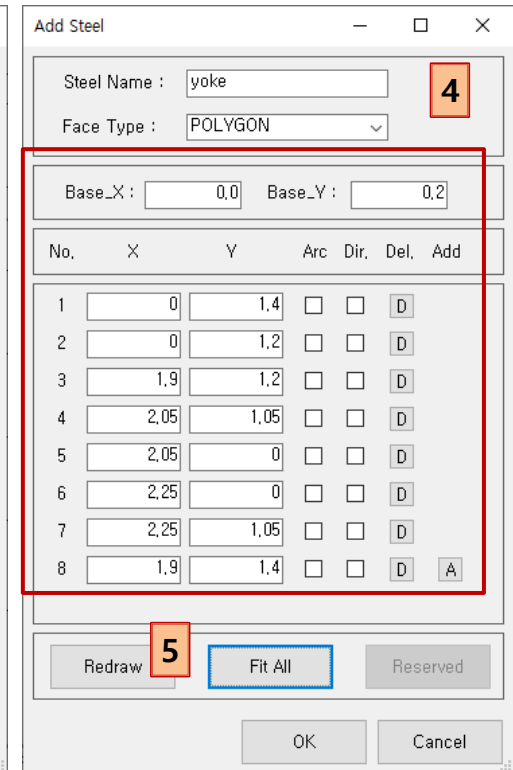 Add Steel
Steel Name : yoke
4
Face Type : POLYGON
Base_X : 0,0 Base_Y : 0,2
No, X Y Arc Dir, Del, Add
1 0 1,4 D
2 0 1,2 D
3 1,9 1,2 D
4 2,05 1,05 D
5 2,05 0 D
6 2,25 0 D
7 2,25 1,05 D
8 1,9 1,4 D A
Redraw 5 Fit All Reserved
OK Cancel